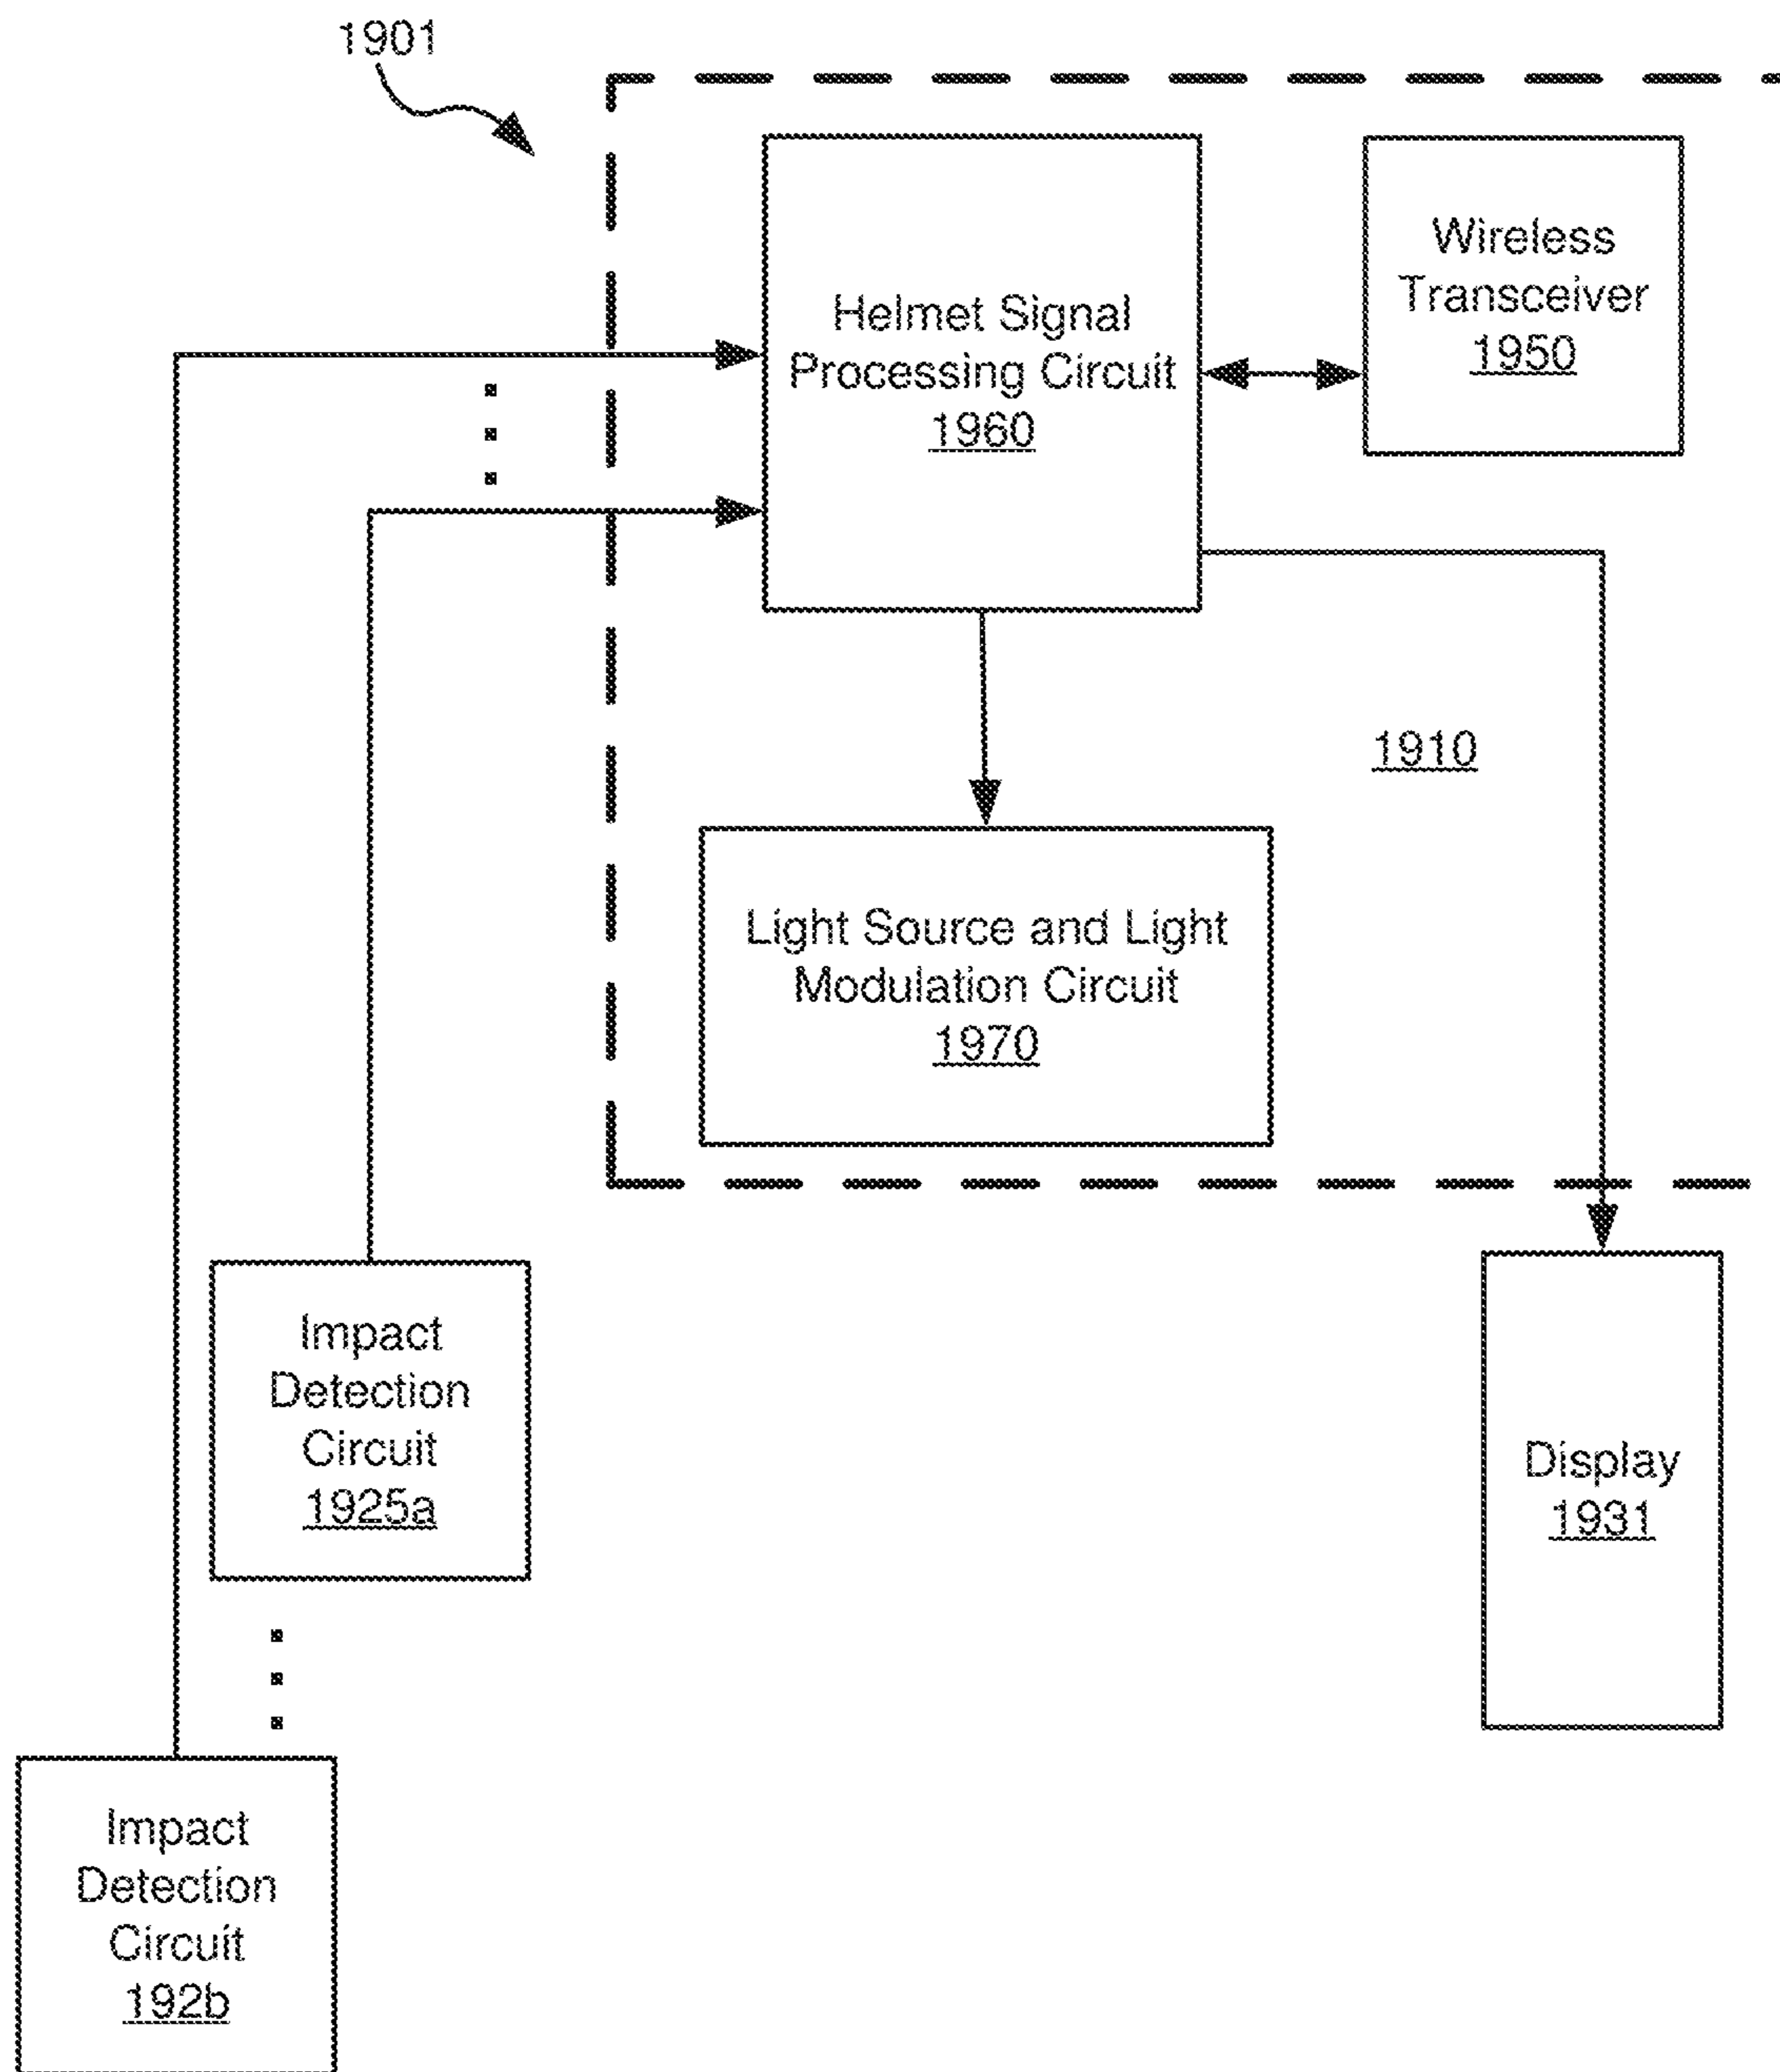 1901
Helmet Signal
Processing Circuit
1960
Wireless
Transceiver
1950
1910
Light Source and Light
Modulation Circuit
1970
Impact
Detection
Circuit
1925a
Display
1931
Impact
Detection
Circuit
192b